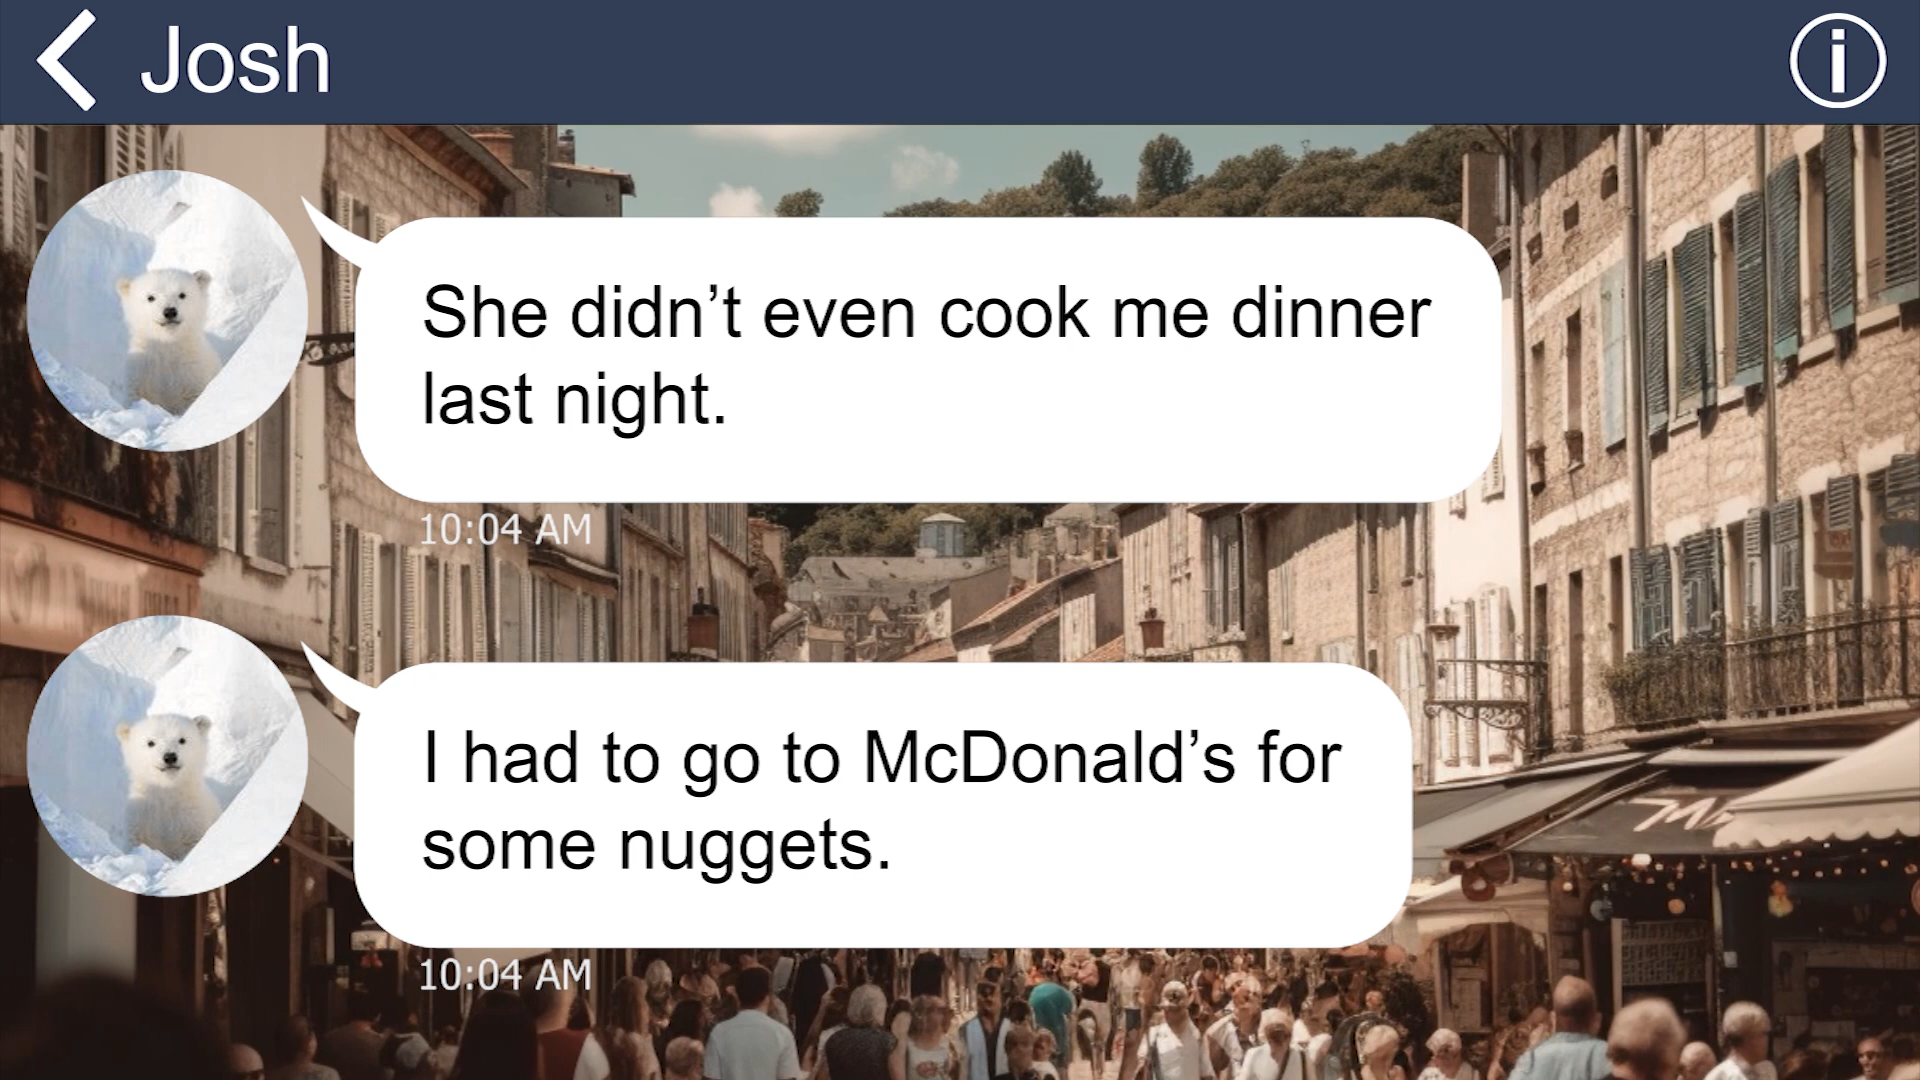 Josh
She didn’t even cook me dinner
last night.
10:04 AM
I had to go to McDonald’s for
some nuggets.
10:04 AM